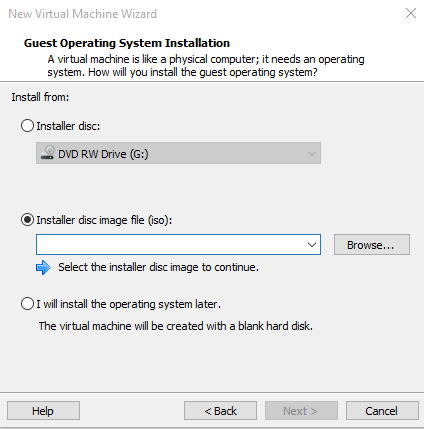 New Virtual Machine Wizard
Guest Operating System Installation
A virtual machine is like a physical computer; it needs an operating
system. How will you install the guest operating system?
Install from:
Installer disc:
DVD RW Drive (G:)
Installer disc image file (iso):
Browse...
Select the installer disc image to continue.
I will install the operating system later.
The virtual machine will be created with a blank hard disk.
Help
< Back
Next >
Cancel